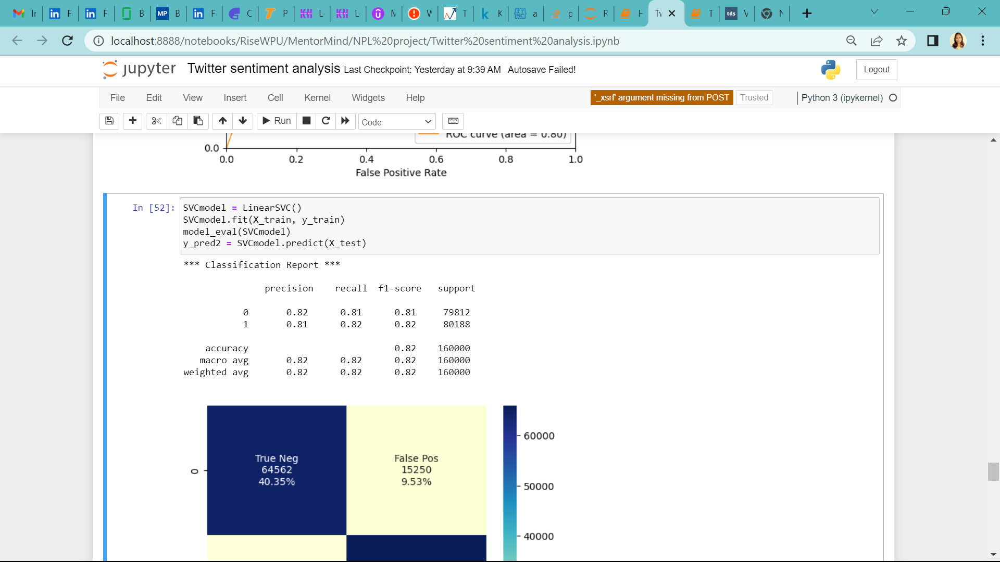 Ir F F B MP B F C P L L M V T K a p R H Tw T tds V N
localhost:8888/notebooks/RiseWPU/MentorMind/NPL%20project/Twitter%20sentiment%20analysis.ipynb
jupyter Twitter sentiment analysis Last Checkpoint: Yesterday at 9:39 AM Autosave Failed! Logout
File Edit View Insert Cell Kernel Widgets Help '_xsrf' argument missing from POST Trusted Python 3 (ipykernel)
Run Code
ROC curve (area = 0.80)
0.0
0.0 0.2 0.4 0.6 0.8 1.0
False Positive Rate
In [52]: SVCmodel = LinearSVC()
SVCmodel.fit(X_train, y_train)
model_eval(SVCmodel)
y_pred2 = SVCmodel.predict(X_test)
*** Classification Report ***
precision recall f1-score support
0 0.82 0.81 0.81 79812
1 0.81 0.82 0.82 80188
accuracy 0.82 160000
macro avg 0.82 0.82 0.82 160000
weighted avg 0.82 0.82 0.82 160000
60000
True Neg False Pos
0 64562 15250
40.35% 9.53%
50000
40000